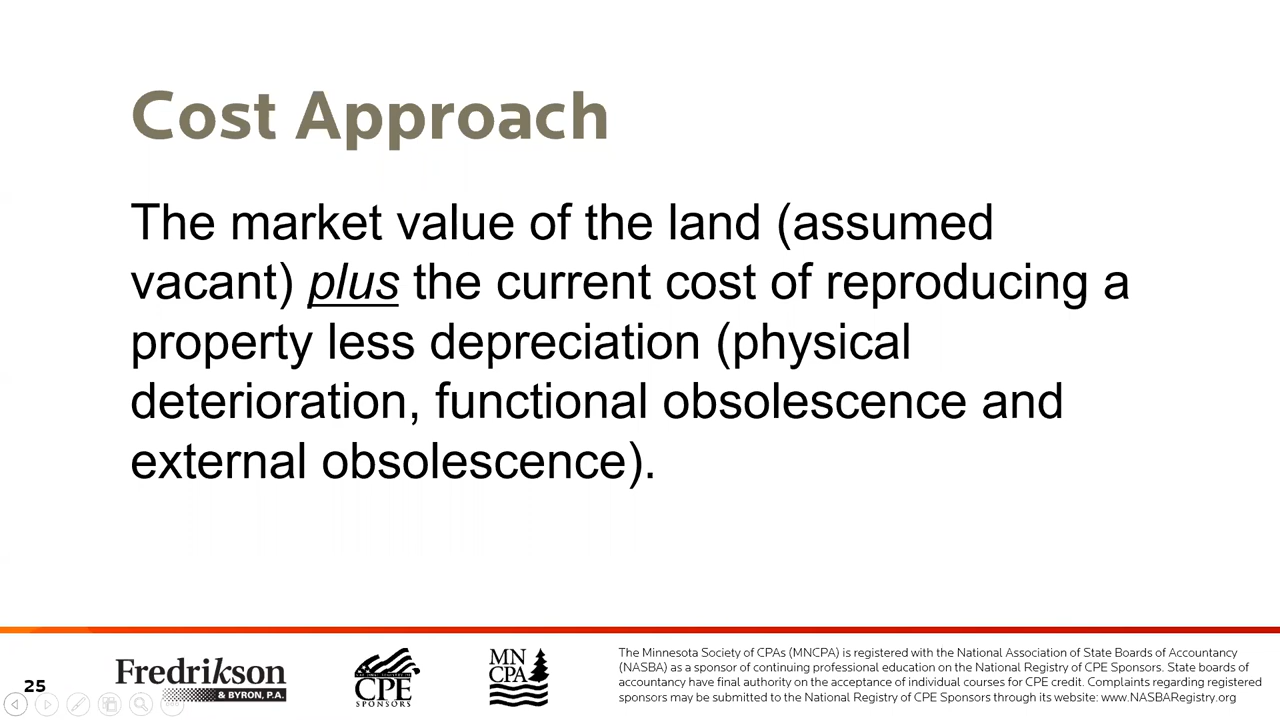 Cost Approach
The market value of the land (assumed
vacant) plus the current cost of reproducing a
property less depreciation (physical
deterioration, functional obsolescence and
external obsolescence).
25
Fredrikson
& BYRON, P.A.
CPE
SPONSORS
MN
CPA
The Minnesota Society of CPAs (MNCPA) is registered with the National Association of State Boards of Accountancy
(NASBA) as a sponsor of continuing professional education on the National Registry of CPE Sponsors. State boards of
accountancy have final authority on the acceptance of individual courses for CPE credit. Complaints regarding registered
sponsors may be submitted to the National Registry of CPE Sponsors through its website: www.NASBARegistry.org